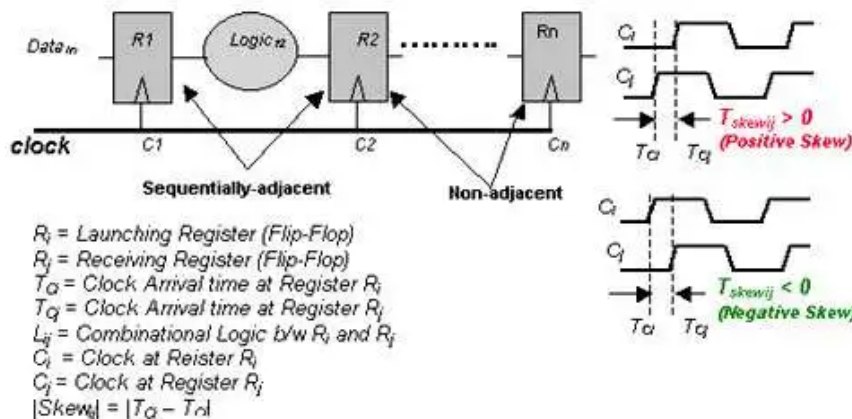 Data in
R1
Logic 12
R2
Rn
clock
C1
C2
Cn
Sequentially-adjacent
Non-adjacent
Ci
Cj
Tskewij > 0
(Positive Skew)
TCi
TCj
Ci
Cj
Tskewij < 0
(Negative Skew)
TCi
TCj
Ri = Launching Register (Flip-Flop)
Rj = Receiving Register (Flip-Flop)
TCi = Clock Arrival time at Register Ri
TCj = Clock Arrival time at Register Rj
Lij = Combinational Logic b/w Ri and Rj
Ci = Clock at Reister Ri
Cj = Clock at Register Rj
|Skewij| = |TCi – TCj|